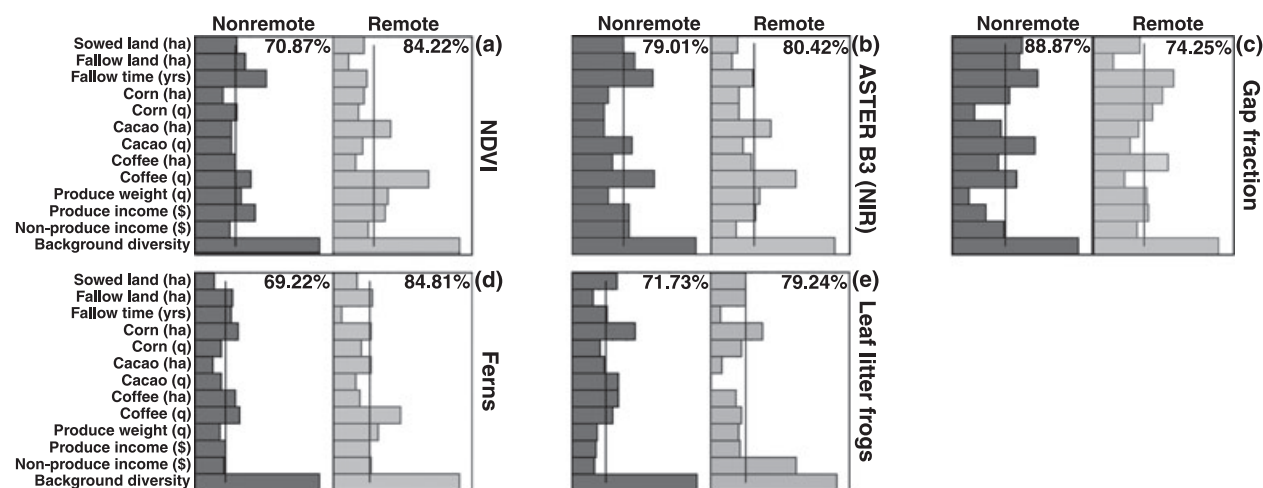 Nonremote Remote Nonremote Remote Nonremote Remote
Sowed land (ha) 70.87% 84.22% (a) 79.01% 80.42% (b) 88.87% 74.25% (c)
Fallow land (ha)
Fallow time (yrs)
Corn (ha)
Corn (q)
Cacao (ha)
Cacao (q)
Coffee (ha)
Coffee (q)
Produce weight (q)
Produce income ($)
Non-produce income ($)
Background diversity
NDVI
ASTER B3 (NIR)
Gap fraction
Sowed land (ha) 69.22% 84.81% (d) 71.73% 79.24% (e)
Fallow land (ha)
Fallow time (yrs)
Corn (ha)
Corn (q)
Cacao (ha)
Cacao (q)
Coffee (ha)
Coffee (q)
Produce weight (q)
Produce income ($)
Non-produce income ($)
Background diversity
Ferns
Leaf litter frogs